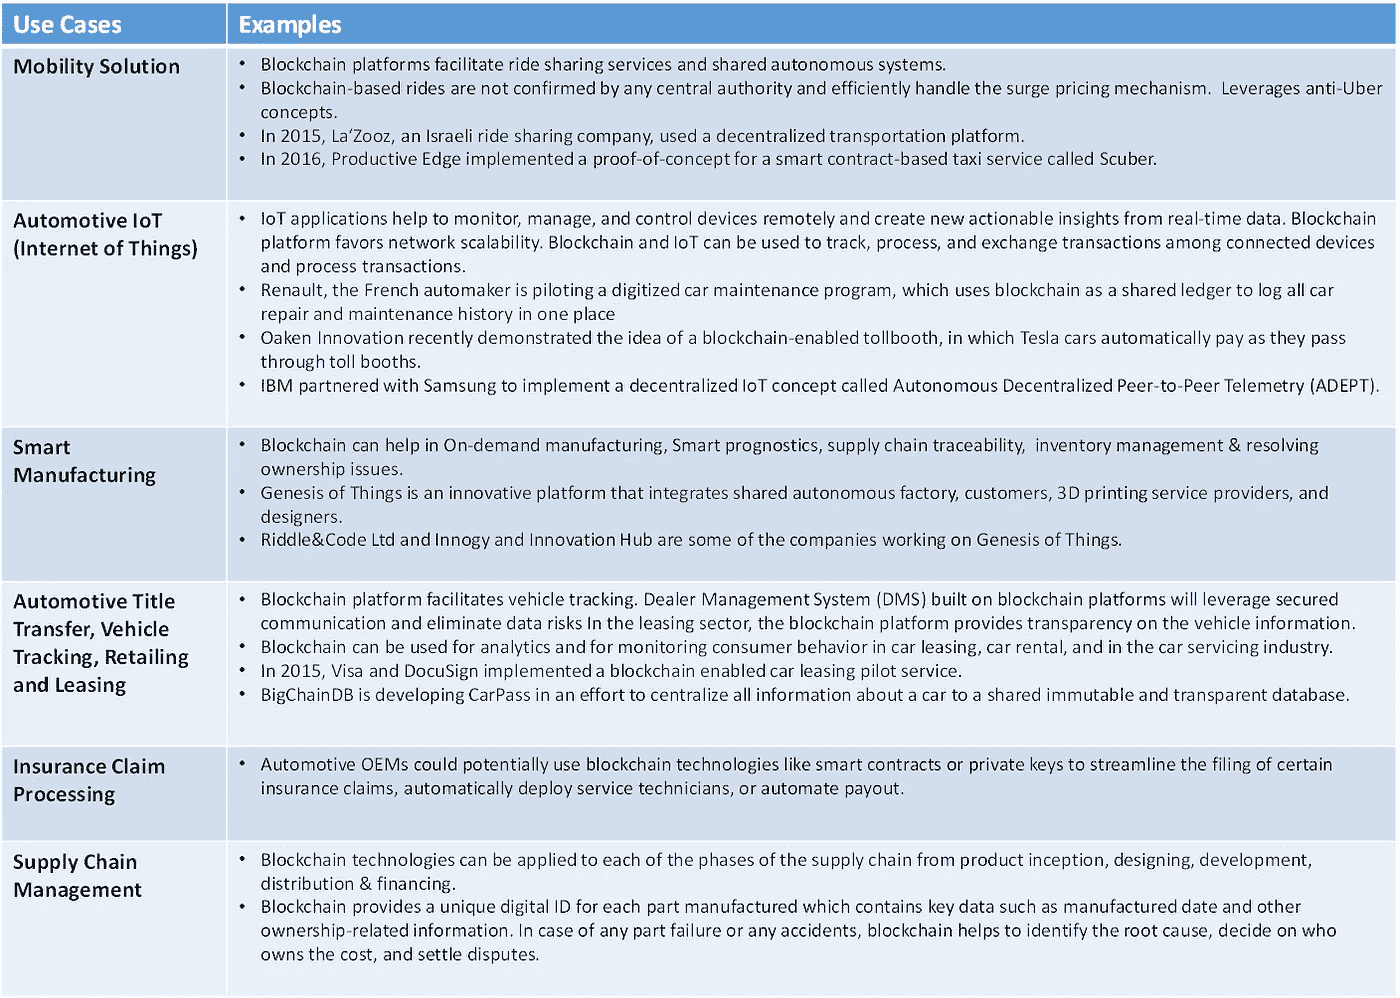 Use Cases
Examples
Mobility Solution
• Blockchain platforms facilitate ride sharing services and shared autonomous systems.
• Blockchain-based rides are not confirmed by any central authority and efficiently handle the surge pricing mechanism. Leverages anti-Uber
concepts.
• In 2015, La’Zooz, an Israeli ride sharing company, used a decentralized transportation platform.
• In 2016, Productive Edge implemented a proof-of-concept for a smart contract-based taxi service called Scuber.
Automotive IoT
(Internet of Things)
• IoT applications help to monitor, manage, and control devices remotely and create new actionable insights from real-time data. Blockchain
platform favors network scalability. Blockchain and IoT can be used to track, process, and exchange transactions among connected devices
and process transactions.
• Renault, the French automaker is piloting a digitized car maintenance program, which uses blockchain as a shared ledger to log all car
repair and maintenance history in one place
• Oaken Innovation recently demonstrated the idea of a blockchain-enabled tollbooth, in which Tesla cars automatically pay as they pass
through toll booths.
• IBM partnered with Samsung to implement a decentralized IoT concept called Autonomous Decentralized Peer-to-Peer Telemetry (ADEPT).
Smart
Manufacturing
• Blockchain can help in On-demand manufacturing, Smart prognostics, supply chain traceability, inventory management & resolving
ownership issues.
• Genesis of Things is an innovative platform that integrates shared autonomous factory, customers, 3D printing service providers, and
designers.
• Riddle&Code Ltd and Innogy and Innovation Hub are some of the companies working on Genesis of Things.
Automotive Title
Transfer, Vehicle
Tracking, Retailing
and Leasing
• Blockchain platform facilitates vehicle tracking. Dealer Management System (DMS) built on blockchain platforms will leverage secured
communication and eliminate data risks In the leasing sector, the blockchain platform provides transparency on the vehicle information.
• Blockchain can be used for analytics and for monitoring consumer behavior in car leasing, car rental, and in the car servicing industry.
• In 2015, Visa and DocuSign implemented a blockchain enabled car leasing pilot service.
• BigChainDB is developing CarPass in an effort to centralize all information about a car to a shared immutable and transparent database.
Insurance Claim
Processing
• Automotive OEMs could potentially use blockchain technologies like smart contracts or private keys to streamline the filing of certain
insurance claims, automatically deploy service technicians, or automate payout.
Supply Chain
Management
• Blockchain technologies can be applied to each of the phases of the supply chain from product inception, designing, development,
distribution & financing.
• Blockchain provides a unique digital ID for each part manufactured which contains key data such as manufactured date and other
ownership-related information. In case of any part failure or any accidents, blockchain helps to identify the root cause, decide on who
owns the cost, and settle disputes.